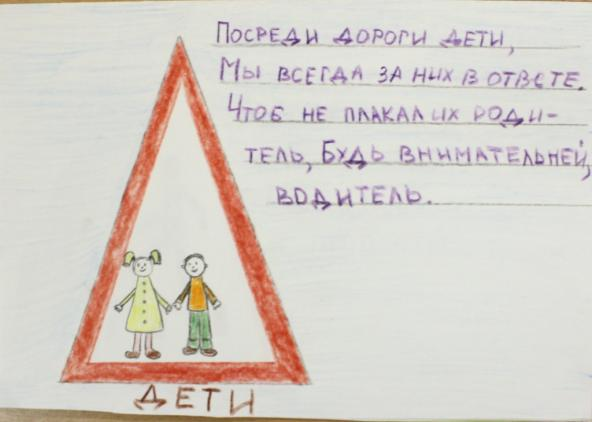 Посреди дороги дети,
Мы всегда за них в ответе.
Чтоб не плакал их роди-
тель, Будь внимательней,
водитель.
ДЕТИ